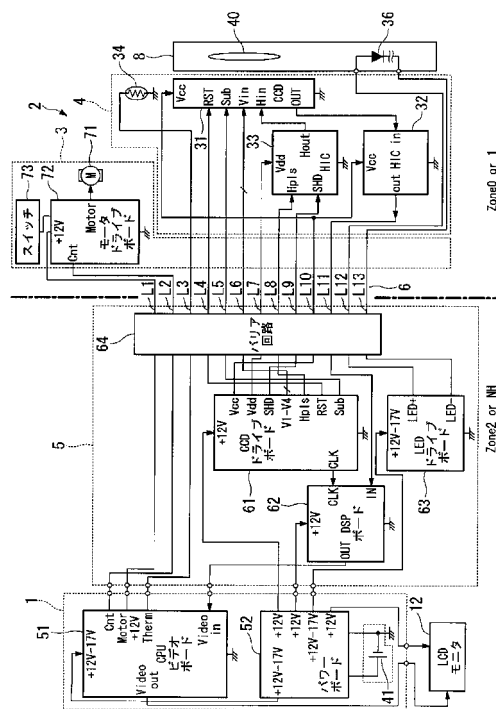 2
3
4
8
34
40
36
73
スイッチ
72
+12V
Cnt
Motor
モータ
ドライブ
ボード
71
M
Vcc
RST
Sub
Vin
Hin
CCD
OUT
31
33
Vdd
Hpls
Hout
SHD
HIC
32
Vcc
HIC
out
in
L1
L2
L3
L4
L5
L6
L7
L8
L9
L10
L11
L12
L13
6
Zone0 or 1
64
バリア
回路
5
+12V
Vcc
Vdd
SHD
V1-V4
Hpls
RST
Sub
CCD
ドライブ
ボード
CLK
61
62
CLK
+12V
IN
OUT
DSP
ボード
+12V-17V
LED+
LED
ドライブ
ボード
LED-
63
Zone2 or NH
1
51
+12V-17V
Cnt
Motor
+12V
Therm
CPU
ビデオ
ボード
Video
in
Video
out
52
+12V-17V
+12V
+12V
+12V
+12V-17V
+12V
パワー
ボード
41
12
LCD
モニタ